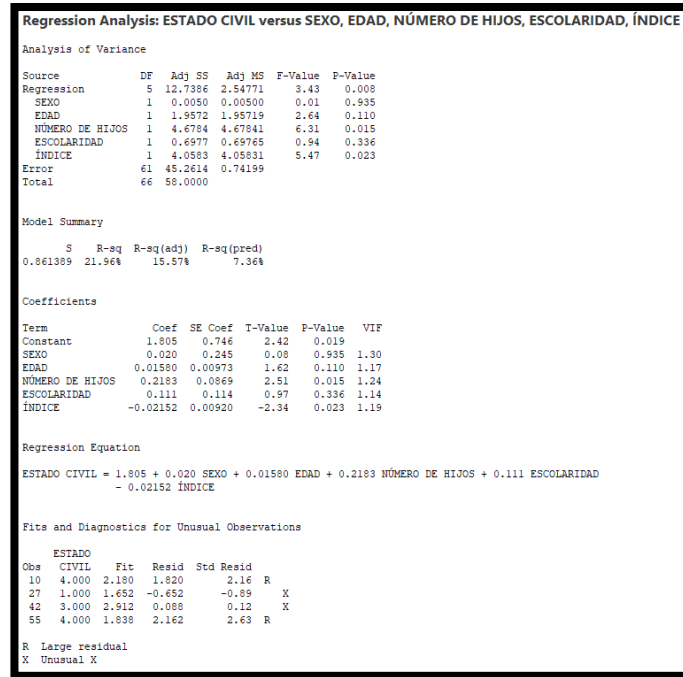 Regression Analysis: ESTADO CIVIL versus SEXO, EDAD, NÚMERO DE HIJOS, ESCOLARIDAD, ÍNDICE
Analysis of Variance
Source DF Adj SS Adj MS F-Value P-Value
Regression 5 12.7386 2.54771 3.43 0.008
SEXO 1 0.0050 0.00500 0.01 0.935
EDAD 1 1.9572 1.95719 2.64 0.110
NÚMERO DE HIJOS 1 4.6784 4.67841 6.31 0.015
ESCOLARIDAD 1 0.6977 0.69765 0.94 0.336
ÍNDICE 1 4.0583 4.05831 5.47 0.023
Error 61 45.2614 0.74199
Total 66 58.0000
Model Summary
S R-sq R-sq(adj) R-sq(pred)
0.861389 21.96% 15.57% 7.36%
Coefficients
Term Coef SE Coef T-Value P-Value VIF
Constant 1.805 0.746 2.42 0.019
SEXO 0.020 0.245 0.08 0.935 1.30
EDAD 0.01580 0.00973 1.62 0.110 1.17
NÚMERO DE HIJOS 0.2183 0.0869 2.51 0.015 1.24
ESCOLARIDAD 0.111 0.114 0.97 0.336 1.14
ÍNDICE -0.02152 0.00920 -2.34 0.023 1.19
Regression Equation
ESTADO CIVIL = 1.805 + 0.020 SEXO + 0.01580 EDAD + 0.2183 NÚMERO DE HIJOS + 0.111 ESCOLARIDAD
- 0.02152 ÍNDICE
Fits and Diagnostics for Unusual Observations
ESTADO
Obs CIVIL Fit Resid Std Resid
10 4.000 2.180 1.820 2.16 R
27 1.000 1.652 -0.652 -0.89 X
42 3.000 2.912 0.088 0.12 X
55 4.000 1.838 2.162 2.63 R
R Large residual
X Unusual X